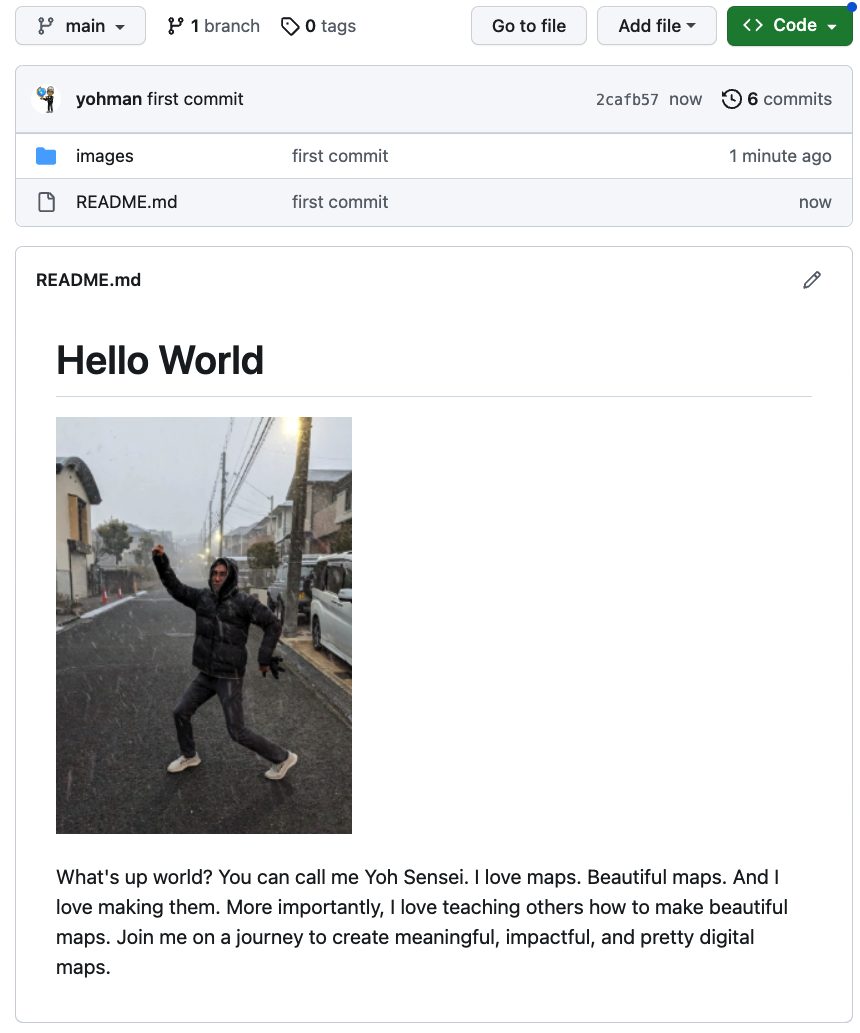 main 1 branch 0 tags Go to file Add file Code
yohman first commit 2cafb57 now 6 commits
images first commit 1 minute ago
README.md first commit now
README.md
Hello World
What's up world? You can call me Yoh Sensei. I love maps. Beautiful maps. And I
love making them. More importantly, I love teaching others how to make beautiful
maps. Join me on a journey to create meaningful, impactful, and pretty digital
maps.